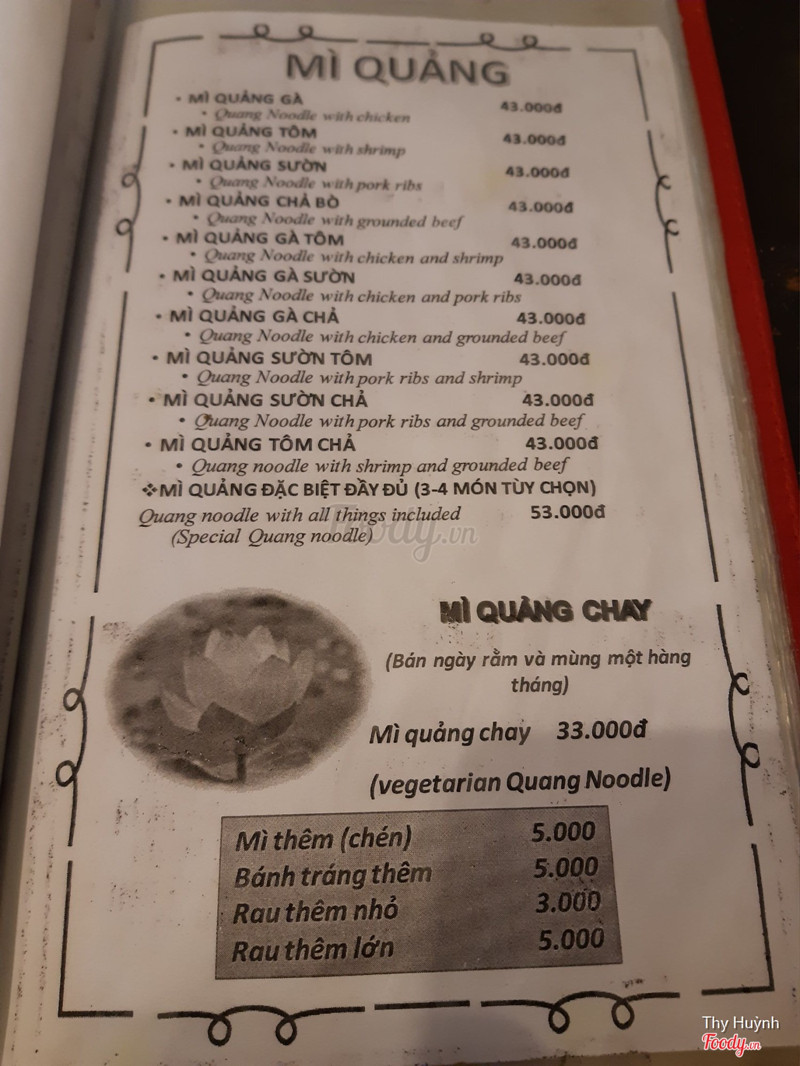 MÌ QUẢNG
• MÌ QUẢNG GÀ 43.000đ
• Quang Noodle with chicken
• MÌ QUẢNG TÔM 43.000đ
• Quang Noodle with shrimp
• MÌ QUẢNG SƯỜN 43.000đ
• Quang Noodle with pork ribs
• MÌ QUẢNG CHẢ BÒ 43.000đ
• Quang Noodle with grounded beef
• MÌ QUẢNG GÀ TÔM 43.000đ
• Quang Noodle with chicken and shrimp
• MÌ QUẢNG GÀ SƯỜN 43.000đ
• Quang Noodle with chicken and pork ribs
• MÌ QUẢNG GÀ CHẢ 43.000đ
• Quang Noodle with chicken and grounded beef
• MÌ QUẢNG SƯỜN TÔM 43.000đ
• Quang Noodle with pork ribs and shrimp
• MÌ QUẢNG SƯỜN CHẢ 43.000đ
• Quang Noodle with pork ribs and grounded beef
• MÌ QUẢNG TÔM CHẢ 43.000đ
• Quang noodle with shrimp and grounded beef
❖MÌ QUẢNG ĐẶC BIỆT ĐẦY ĐỦ (3-4 MÓN TÙY CHỌN)
Quang noodle with all things included 53.000đ
(Special Quang noodle)
foody.vn
MÌ QUẢNG CHAY
(Bán ngày rằm và mùng một hàng
tháng)
Mì quảng chay 33.000đ
(vegetarian Quang Noodle)
Mì thêm (chén) 5.000
Bánh tráng thêm 5.000
Rau thêm nhỏ 3.000
Rau thêm lớn 5.000
Thy Huỳnh
Foody.vn